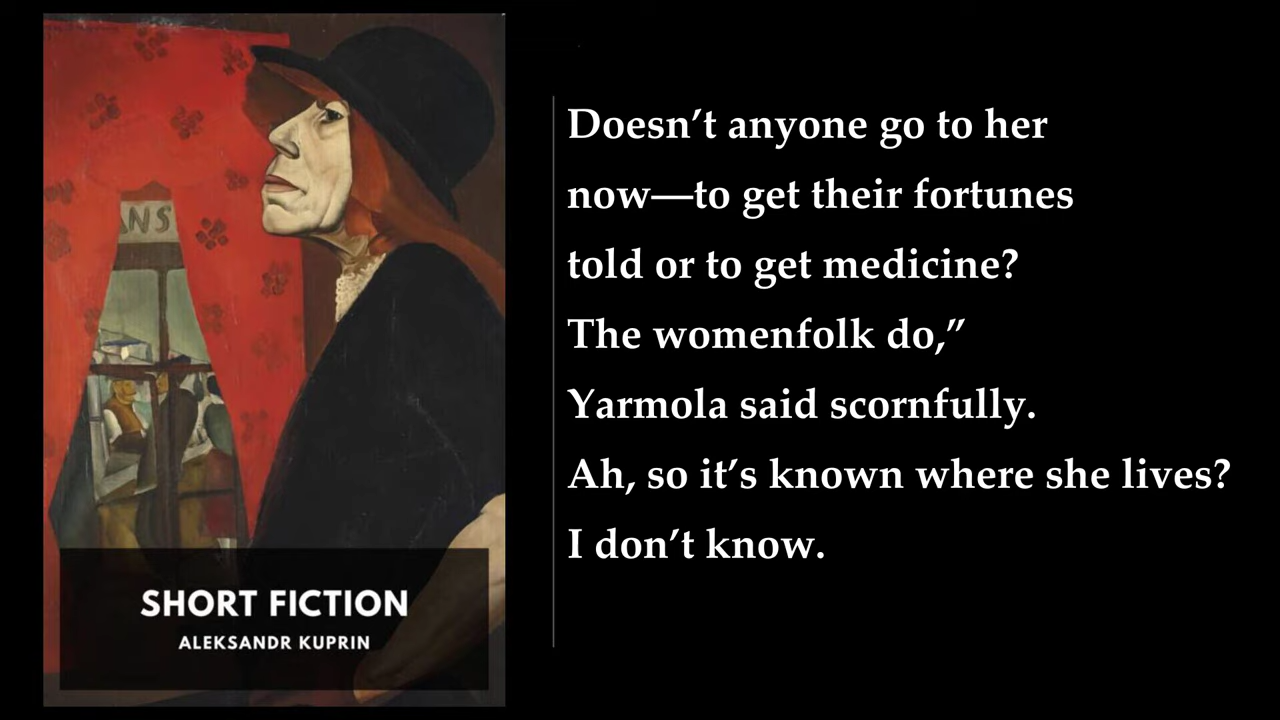 NS
SHORT FICTION
ALEKSANDR KUPRIN
Doesn’t anyone go to her
now—to get their fortunes
told or to get medicine?
The womenfolk do,”
Yarmola said scornfully.
Ah, so it’s known where she lives?
I don’t know.